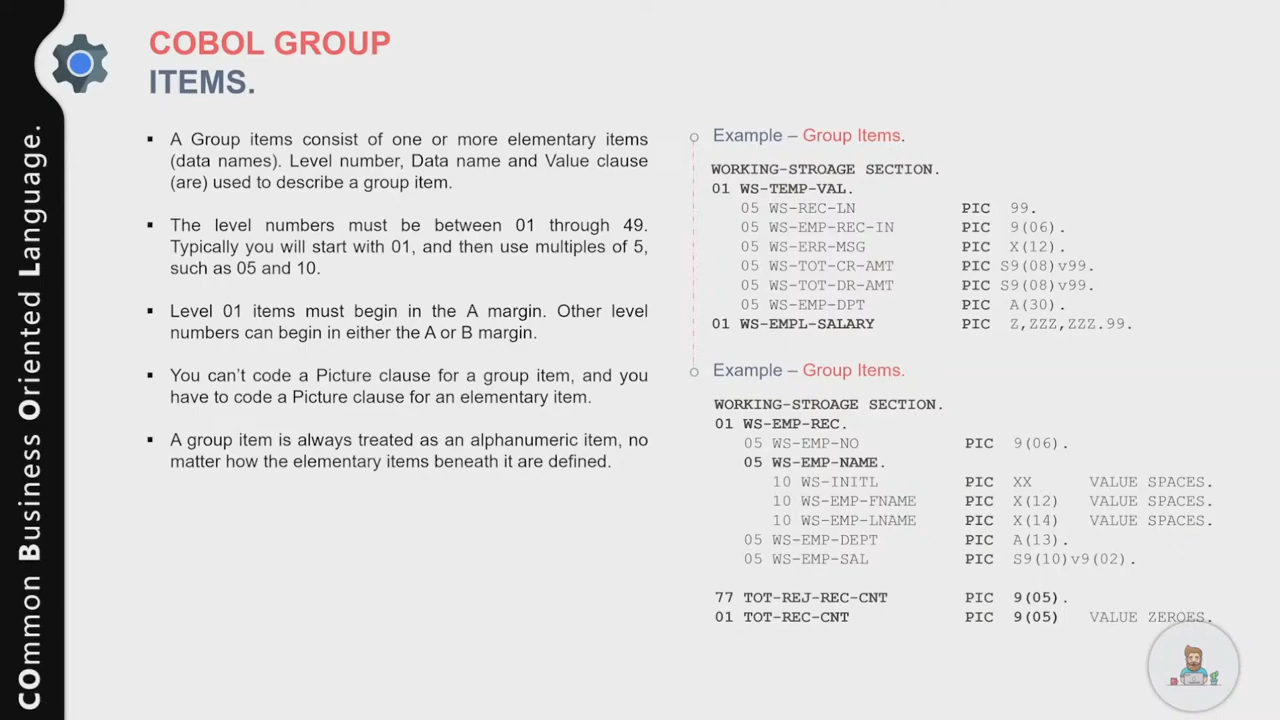 COBOL GROUP
ITEMS.
COmmon Business Oriented Language.
▪ A Group items consist of one or more elementary items
(data names). Level number, Data name and Value clause
(are) used to describe a group item.
▪ The level numbers must be between 01 through 49.
Typically you will start with 01, and then use multiples of 5,
such as 05 and 10.
▪ Level 01 items must begin in the A margin. Other level
numbers can begin in either the A or B margin.
▪ You can't code a Picture clause for a group item, and you
have to code a Picture clause for an elementary item.
▪ A group item is always treated as an alphanumeric item, no
matter how the elementary items beneath it are defined.
Example – Group Items.
WORKING-STROAGE SECTION.
01 WS-TEMP-VAL.
05 WS-REC-LN PIC 99.
05 WS-EMP-REC-IN PIC 9(06).
05 WS-ERR-MSG PIC X(12).
05 WS-TOT-CR-AMT PIC S9(08)v99.
05 WS-TOT-DR-AMT PIC S9(08)v99.
05 WS-EMP-DPT PIC A(30).
01 WS-EMPL-SALARY PIC Z,ZZZ,ZZZ.99.
Example – Group Items.
WORKING-STROAGE SECTION.
01 WS-EMP-REC.
05 WS-EMP-NO PIC 9(06).
05 WS-EMP-NAME.
10 WS-INITL PIC XX VALUE SPACES.
10 WS-EMP-FNAME PIC X(12) VALUE SPACES.
10 WS-EMP-LNAME PIC X(14) VALUE SPACES.
05 WS-EMP-DEPT PIC A(13).
05 WS-EMP-SAL PIC S9(10)v9(02).
77 TOT-REJ-REC-CNT PIC 9(05).
01 TOT-REC-CNT PIC 9(05) VALUE ZEROES.